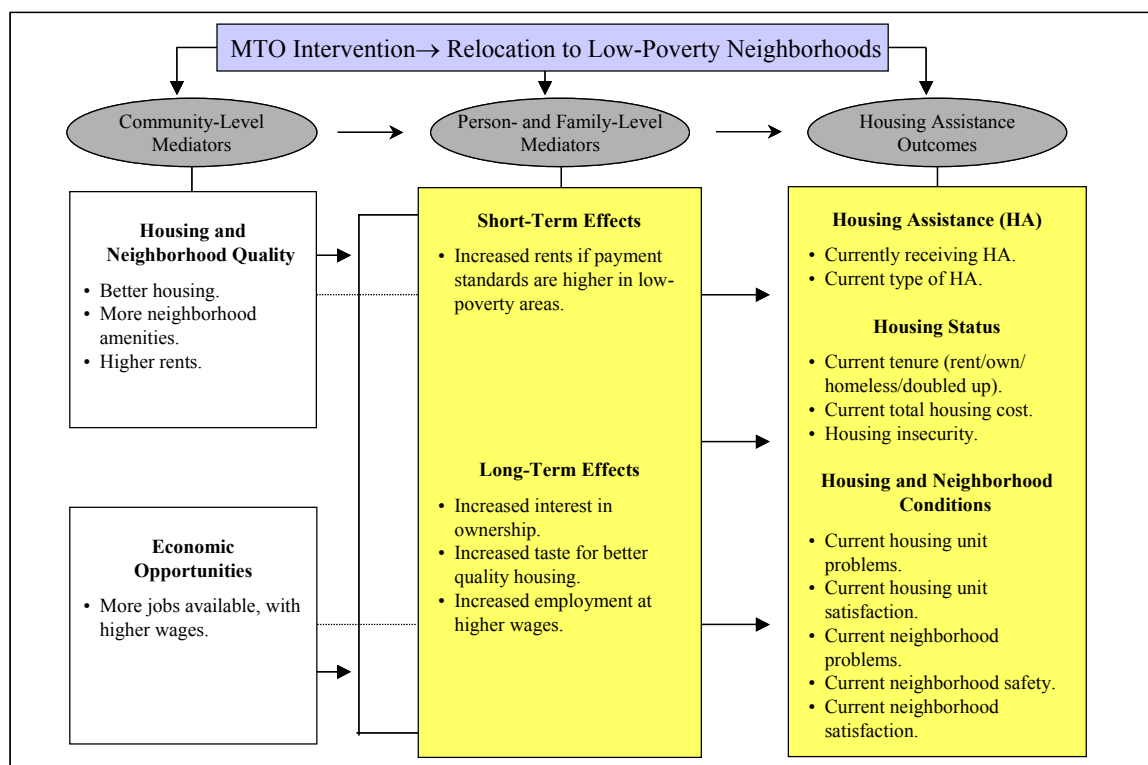 MTO Intervention→ Relocation to Low-Poverty Neighborhoods
Community-Level
Mediators
Person- and Family-Level
Mediators
Housing Assistance
Outcomes
Housing and
Neighborhood Quality
• Better housing.
• More neighborhood
amenities.
• Higher rents.
Economic
Opportunities
• More jobs available, with
higher wages.
Short-Term Effects
• Increased rents if payment
standards are higher in low-
poverty areas.
Long-Term Effects
• Increased interest in
ownership.
• Increased taste for better
quality housing.
• Increased employment at
higher wages.
Housing Assistance (HA)
• Currently receiving HA.
• Current type of HA.
Housing Status
• Current tenure (rent/own/
homeless/doubled up).
• Current total housing cost.
• Housing insecurity.
Housing and Neighborhood
Conditions
• Current housing unit
problems.
• Current housing unit
satisfaction.
• Current neighborhood
problems.
• Current neighborhood safety.
• Current neighborhood
satisfaction.